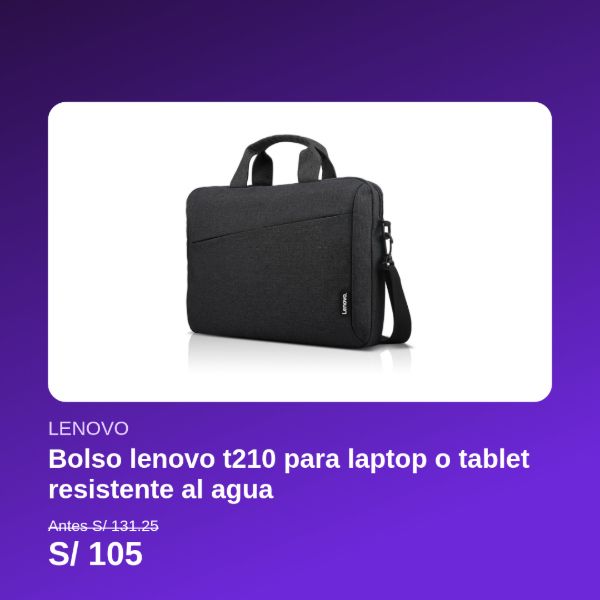 Lenovo.
LENOVO
Bolso lenovo t210 para laptop o tablet
resistente al agua
Antes S/ 131.25
S/ 105